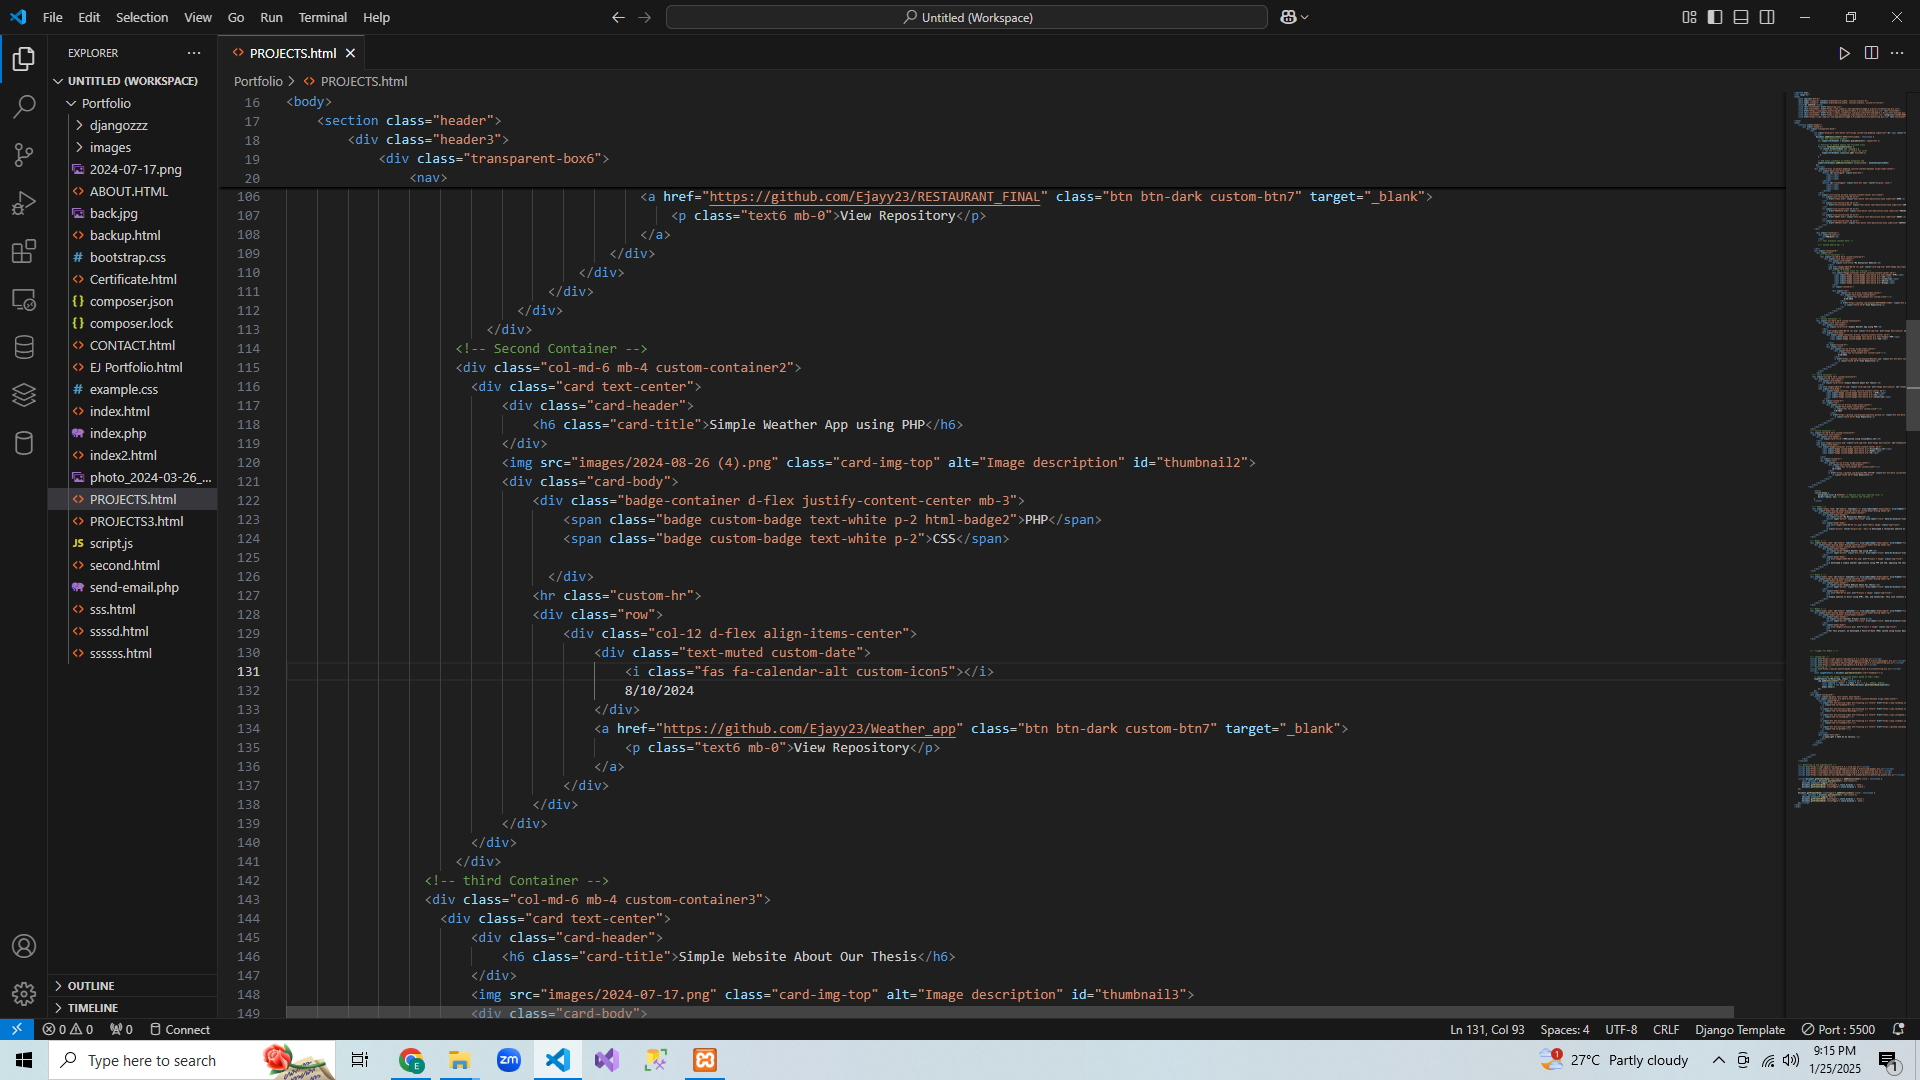 File Edit Selection View Go Run Terminal Help
Untitled (Workspace)
EXPLORER
UNTITLED (WORKSPACE)
Portfolio
djangozzz
images
2024-07-17.png
ABOUT.HTML
back.jpg
backup.html
bootstrap.css
Certificate.html
composer.json
composer.lock
CONTACT.html
EJ Portfolio.html
example.css
index.html
index.php
index2.html
photo_2024-03-26_...
PROJECTS.html
PROJECTS3.html
script.js
second.html
send-email.php
sss.html
ssssd.html
ssssss.html
OUTLINE
TIMELINE
PROJECTS.html
Portfolio > PROJECTS.html
16 <body>
17 <section class="header">
18 <div class="header3">
19 <div class="transparent-box6">
20 <nav>
106 <a href="https://github.com/Ejayy23/RESTAURANT_FINAL" class="btn btn-dark custom-btn7" target="_blank">
107 <p class="text6 mb-0">View Repository</p>
108 </a>
109 </div>
110 </div>
111 </div>
112 </div>
113 </div>
114 <!-- Second Container -->
115 <div class="col-md-6 mb-4 custom-container2">
116 <div class="card text-center">
117 <div class="card-header">
118 <h6 class="card-title">Simple Weather App using PHP</h6>
119 </div>
120 <img src="images/2024-08-26 (4).png" class="card-img-top" alt="Image description" id="thumbnail2">
121 <div class="card-body">
122 <div class="badge-container d-flex justify-content-center mb-3">
123 <span class="badge custom-badge text-white p-2 html-badge2">PHP</span>
124 <span class="badge custom-badge text-white p-2">CSS</span>
125
126 </div>
127 <hr class="custom-hr">
128 <div class="row">
129 <div class="col-12 d-flex align-items-center">
130 <div class="text-muted custom-date">
131 <i class="fas fa-calendar-alt custom-icon5"></i>
132 8/10/2024
133 </div>
134 <a href="https://github.com/Ejayy23/Weather_app" class="btn btn-dark custom-btn7" target="_blank">
135 <p class="text6 mb-0">View Repository</p>
136 </a>
137 </div>
138 </div>
139 </div>
140 </div>
141 </div>
142 <!-- third Container -->
143 <div class="col-md-6 mb-4 custom-container3">
144 <div class="card text-center">
145 <div class="card-header">
146 <h6 class="card-title">Simple Website About Our Thesis</h6>
147 </div>
148 <img src="images/2024-07-17.png" class="card-img-top" alt="Image description" id="thumbnail3">
149 <div class="card-body">
0 0 0 Connect
Ln 131, Col 93 Spaces: 4 UTF-8 CRLF Django Template Port : 5500
Type here to search
27°C Partly cloudy
9:15 PM
1/25/2025